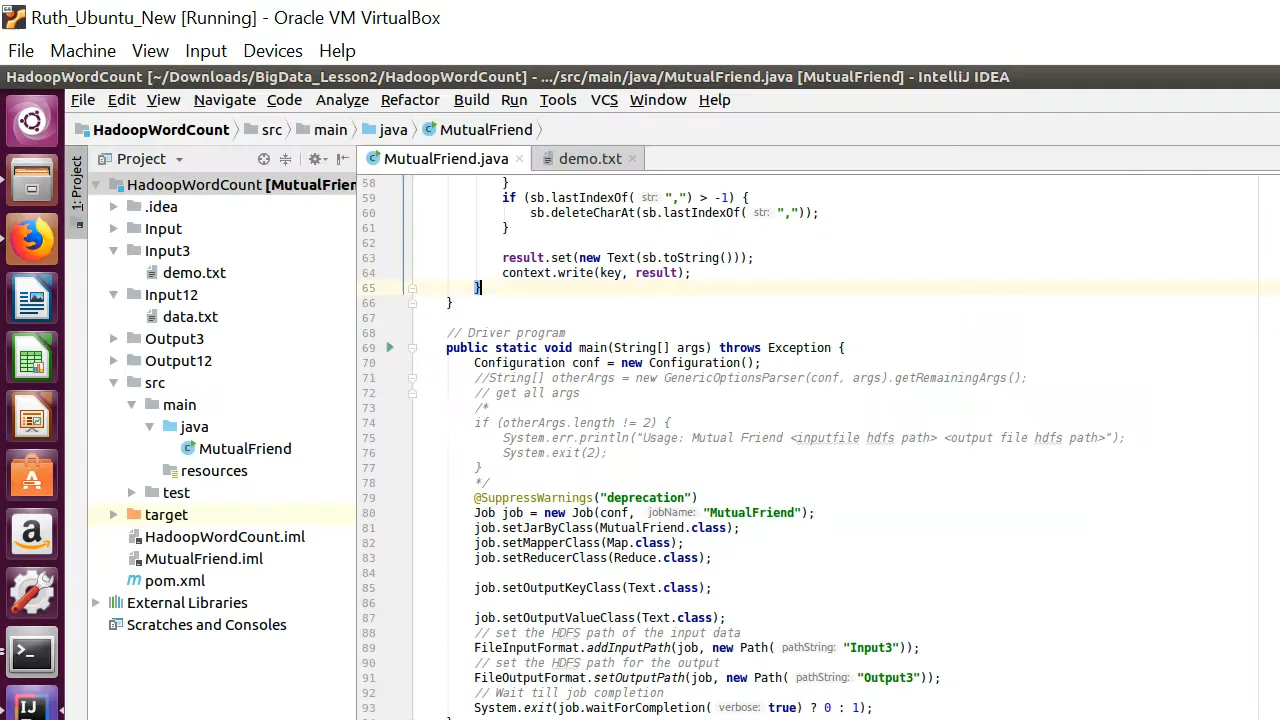 Ruth_Ubuntu_New [Running] - Oracle VM VirtualBox
File Machine View Input Devices Help
HadoopWordCount [~/Downloads/BigData_Lesson2/HadoopWordCount] - .../src/main/java/MutualFriend.java [MutualFriend] - IntelliJ IDEA
File Edit View Navigate Code Analyze Refactor Build Run Tools VCS Window Help
HadoopWordCount src main java MutualFriend
1: Project
Project
HadoopWordCount [MutualFrien
.idea
Input
Input3
demo.txt
Input12
data.txt
Output3
Output12
src
main
java
MutualFriend
resources
test
target
HadoopWordCount.iml
MutualFriend.iml
pom.xml
External Libraries
Scratches and Consoles
MutualFriend.java demo.txt
58 }
59 if (sb.lastIndexOf( str: ",") > -1) {
60 sb.deleteCharAt(sb.lastIndexOf( str: ","));
61 }
62
63 result.set(new Text(sb.toString()));
64 context.write(key, result);
65 }
66 }
67
68 // Driver program
69 public static void main(String[] args) throws Exception {
70 Configuration conf = new Configuration();
71 //String[] otherArgs = new GenericOptionsParser(conf, args).getRemainingArgs();
72 // get all args
73 /*
74 if (otherArgs.length != 2) {
75 System.err.println("Usage: Mutual Friend <inputfile hdfs path> <output file hdfs path>");
76 System.exit(2);
77 }
78 */
79 @SuppressWarnings("deprecation")
80 Job job = new Job(conf, jobName: "MutualFriend");
81 job.setJarByClass(MutualFriend.class);
82 job.setMapperClass(Map.class);
83 job.setReducerClass(Reduce.class);
84
85 job.setOutputKeyClass(Text.class);
86
87 job.setOutputValueClass(Text.class);
88 // set the HDFS path of the input data
89 FileInputFormat.addInputPath(job, new Path( pathString: "Input3"));
90 // set the HDFS path for the output
91 FileOutputFormat.setOutputPath(job, new Path( pathString: "Output3"));
92 // Wait till job completion
93 System.exit(job.waitForCompletion( verbose: true) ? 0 : 1);